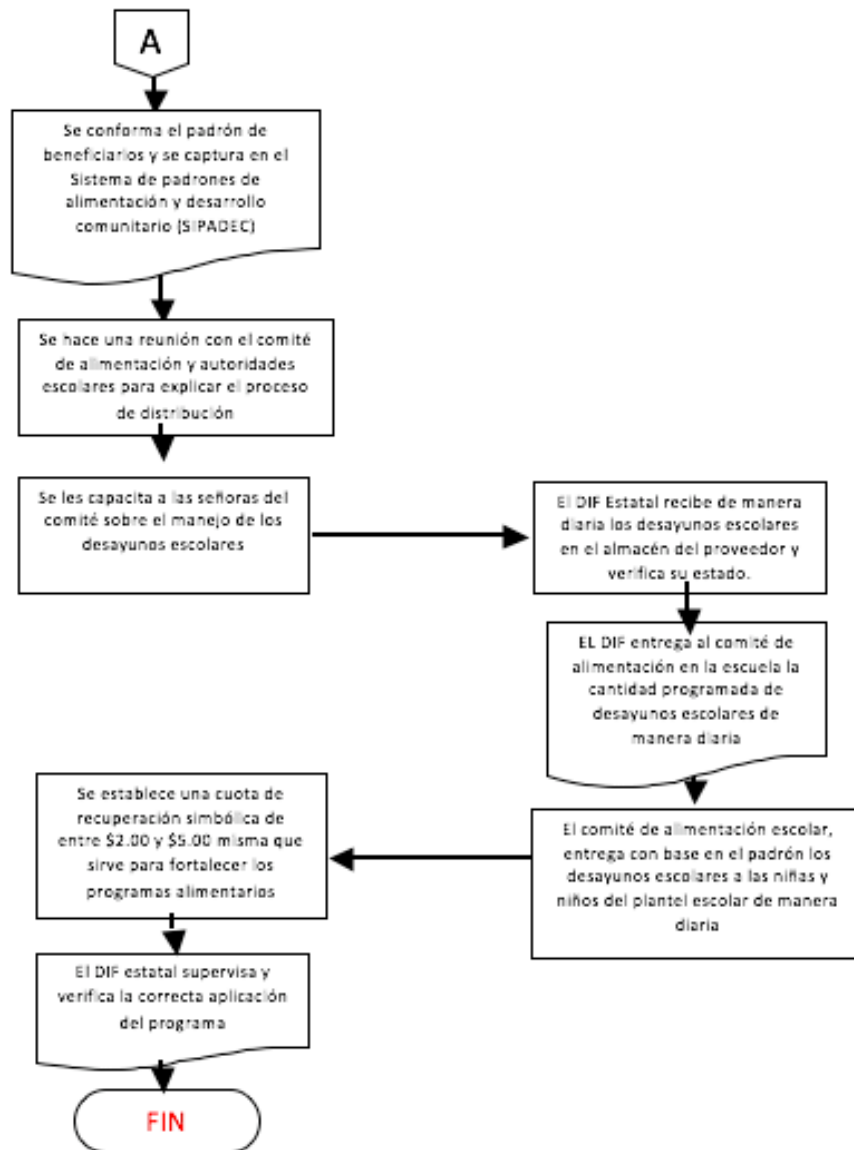 A
Se conforma el padrón de
beneficiarios y se captura en el
Sistema de padrones de
alimentación y desarrollo
comunitario (SIPADEC)
Se hace una reunión con el comité
de alimentación y autoridades
escolares para explicar el proceso
de distribución
Se les capacita a las señoras del
comité sobre el manejo de los
desayunos escolares
El DIF Estatal recibe de manera
diaria los desayunos escolares
en el almacén del proveedor y
verifica su estado.
EL DIF entrega al comité de
alimentación en la escuela la
cantidad programada de
desayunos escolares de
manera diaria
El comité de alimentación escolar,
entrega con base en el padrón los
desayunos escolares a las niñas y
niños del plantel escolar de manera
diaria
Se establece una cuota de
recuperación simbólica de
entre $2.00 y $5.00 misma que
sirve para fortalecer los
programas alimentarios
El DIF estatal supervisa y
verifica la correcta aplicación
del programa
FIN